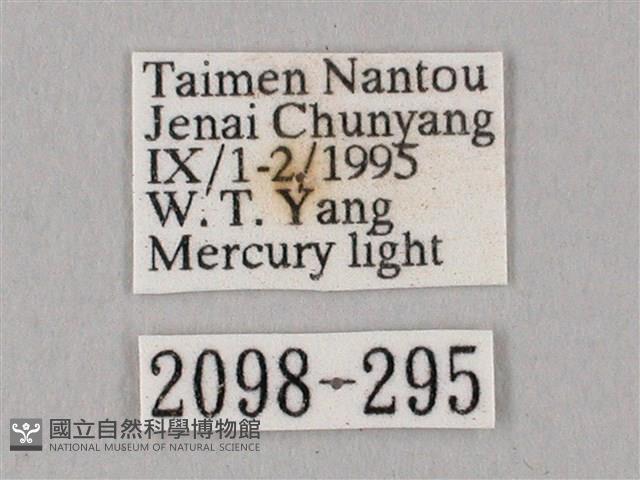 Taimen Nantou
Jenai Chunyang
IX/1-2/1995
W. T. Yang
Mercury light
2098-295
國立自然科學博物館
NATIONAL MUSEUM OF NATURAL SCIENCE